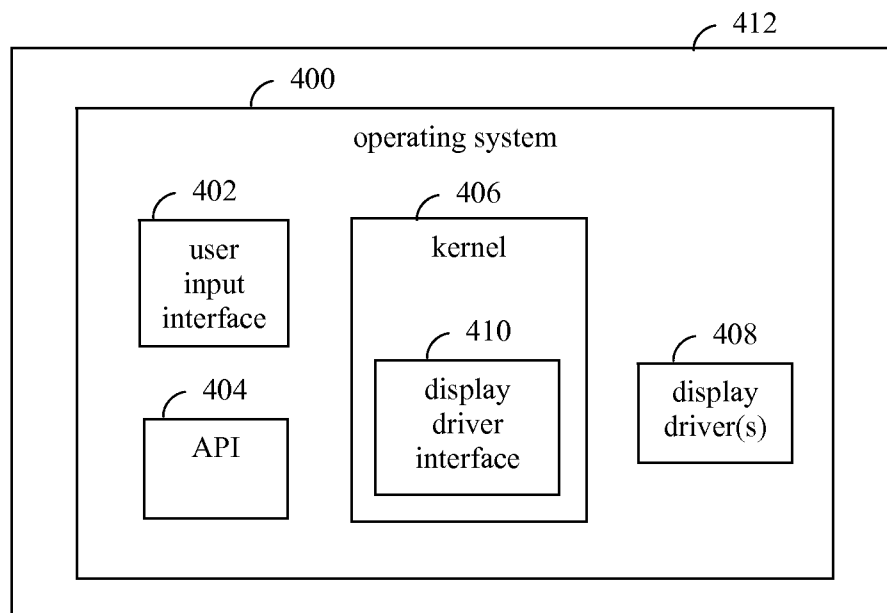 412
400
operating system
402
user
input
interface
406
kernel
410
display
driver
interface
408
display
driver(s)
404
API